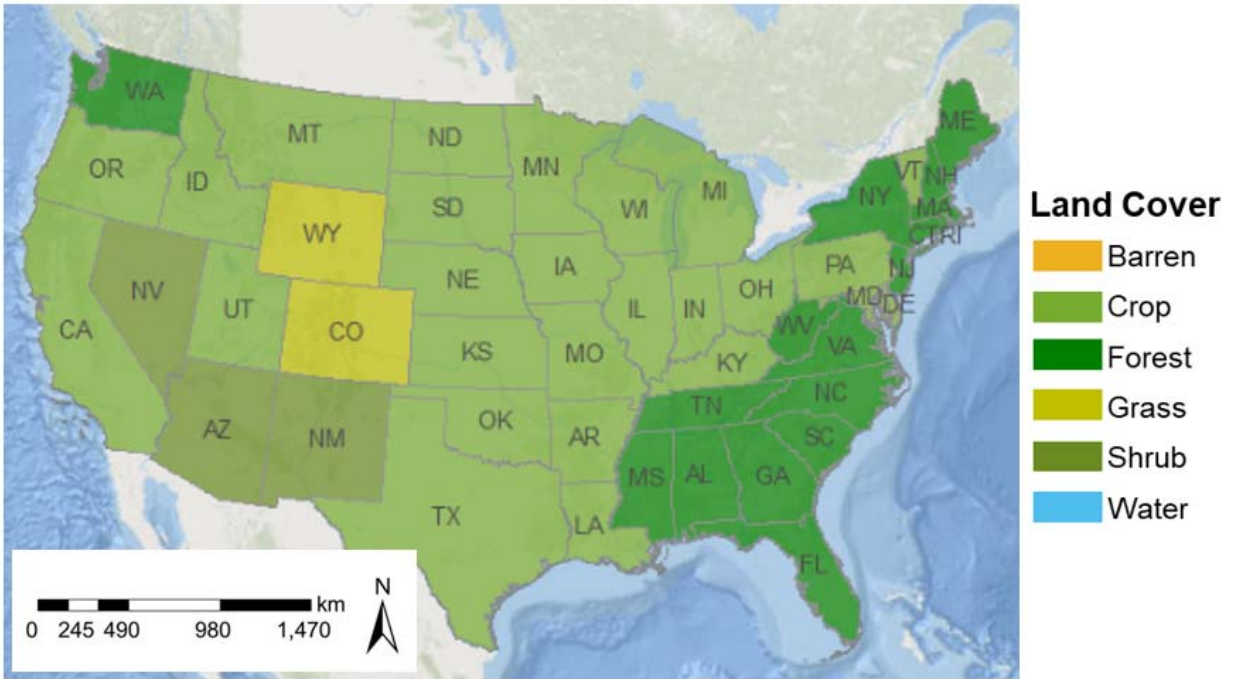 WA
MT
ND
MN
ME
OR
ID
VT
NH
NY
MI
SD
WI
MA
WY
CTRI
NV
NE
IA
PA
NJ
UT
IL
IN
OH
MD
DE
CA
CO
KS
MO
WV
VA
KY
AZ
NM
OK
AR
TN
NC
SC
MS
AL
GA
TX
LA
FL
Land Cover
Barren
Crop
Forest
Grass
Shrub
Water
N
km
0 245 490 980 1,470